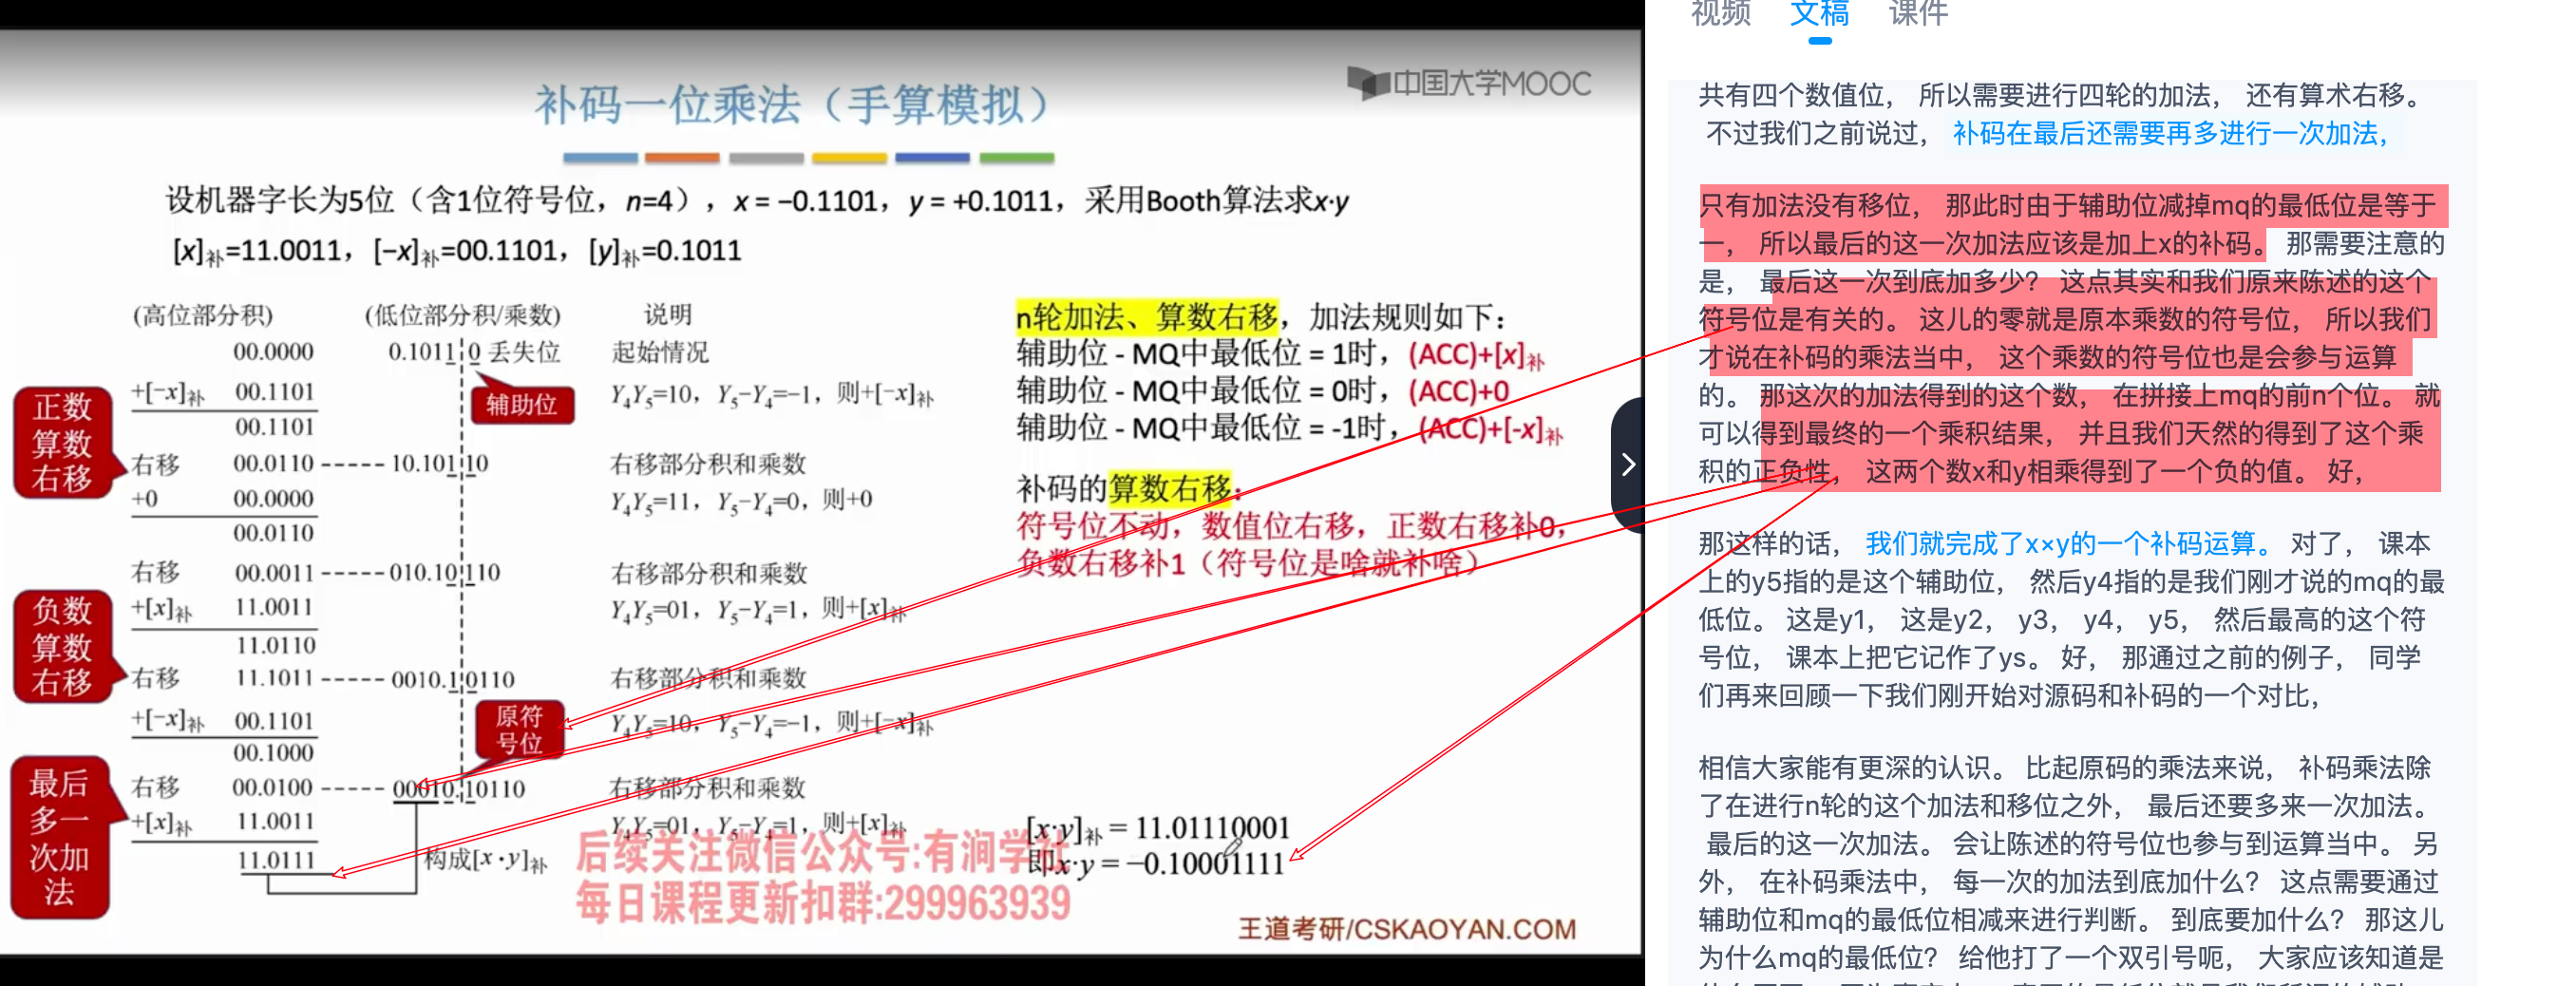 中国大学MOOC
补码一位乘法（手算模拟）
设机器字长为5位（含1位符号位，n=4），x = −0.1101，y = +0.1011，采用Booth算法求x·y
[x]补=11.0011，[−x]补=00.1101，[y]补=0.1011
(高位部分积) (低位部分积/乘数) 说明
00.0000 0.1011 0 丢失位 起始情况
辅助位
+[−x]补 00.1101 Y4Y5=10，Y5−Y4=−1，则+[−x]补
00.1101
右移 00.0110 ----- 10.101 10 右移部分积和乘数
+0 00.0000 Y4Y5=11，Y5−Y4=0，则+0
00.0110
右移 00.0011 ----- 010.10 110 右移部分积和乘数
+[x]补 11.0011 Y4Y5=01，Y5−Y4=1，则+[x]补
11.0110
右移 11.1011 ----- 0010.1 0110 右移部分积和乘数
+[−x]补 00.1101 Y4Y5=10，Y5−Y4=−1，则+[−x]补
00.1000
右移 00.0100 ----- 00010. 10110 右移部分积和乘数
+[x]补 11.0011 Y4Y5=01，Y5−Y4=1，则+[x]补
11.0111 构成[x·y]补
正数
算数
右移
负数
算数
右移
原符
号位
最后
多一
次加
法
n轮加法、算数右移，加法规则如下：
辅助位 - MQ中最低位 = 1时，(ACC)+[x]补
辅助位 - MQ中最低位 = 0时，(ACC)+0
辅助位 - MQ中最低位 = -1时，(ACC)+[-x]补
补码的算数右移：
符号位不动，数值位右移，正数右移补0，
负数右移补1（符号位是啥就补啥）
[x·y]补 = 11.01110001
即x·y = −0.10001111
后续关注微信公众号:有涧学社
每日课程更新扣群:299963939
王道考研/CSKAOYAN.COM
视频 文稿 课件
共有四个数值位， 所以需要进行四轮的加法， 还有算术右移。
不过我们之前说过， 补码在最后还需要再多进行一次加法，
只有加法没有移位， 那此时由于辅助位减掉mq的最低位是等于
一， 所以最后的这一次加法应该是加上x的补码。 那需要注意的
是， 最后这一次到底加多少？ 这点其实和我们原来陈述的这个
符号位是有关的。 这儿的零就是原本乘数的符号位， 所以我们
才说在补码的乘法当中， 这个乘数的符号位也是会参与运算
的。 那这次的加法得到的这个数， 在拼接上mq的前n个位。 就
可以得到最终的一个乘积结果， 并且我们天然的得到了这个乘
积的正负性， 这两个数x和y相乘得到了一个负的值。 好，
那这样的话， 我们就完成了x×y的一个补码运算。 对了， 课本
上的y5指的是这个辅助位， 然后y4指的是我们刚才说的mq的最
低位。 这是y1， 这是y2， y3， y4， y5， 然后最高的这个符
号位， 课本上把它记作了ys。 好， 那通过之前的例子， 同学
们再来回顾一下我们刚开始对源码和补码的一个对比，
相信大家能有更深的认识。 比起原码的乘法来说， 补码乘法除
了在进行n轮的这个加法和移位之外， 最后还要多来一次加法。
最后的这一次加法。 会让陈述的符号位也参与到运算当中。 另
外， 在补码乘法中， 每一次的加法到底加什么？ 这点需要通过
辅助位和mq的最低位相减来进行判断。 到底要加什么？ 那这儿
为什么mq的最低位？ 给他打了一个双引号呃， 大家应该知道是